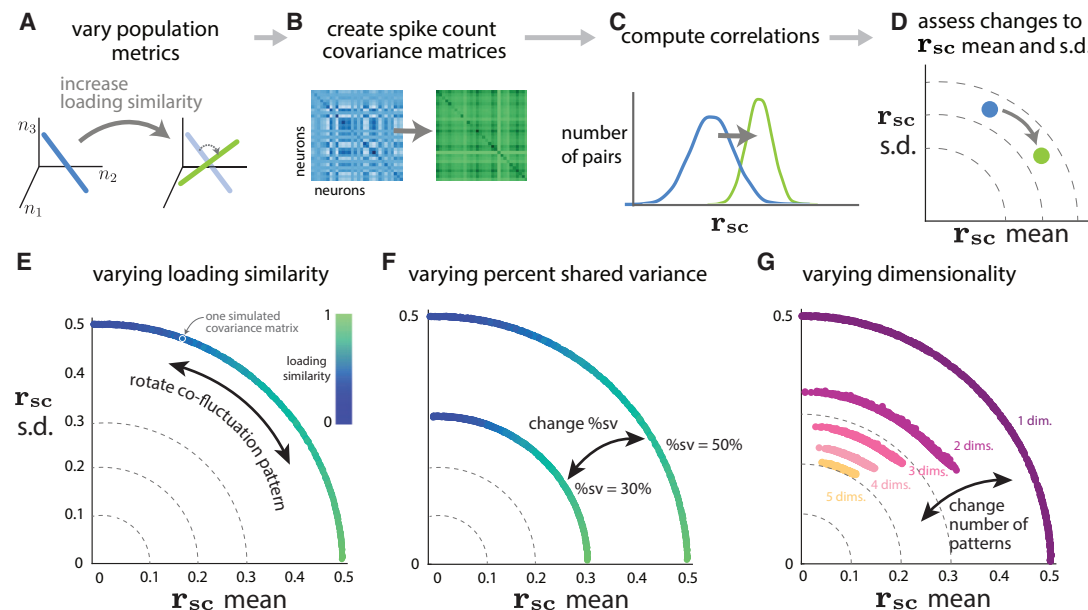 A
vary population
metrics
increase
loading similarity
n3
n2
n1
B
create spike count
covariance matrices
neurons
neurons
C
compute correlations
number
of pairs
rsc
D
assess changes to
rsc mean and s.d.
rsc
s.d.
rsc mean
E
varying loading similarity
0.5
0.4
0.3
0.2
0.1
0
rsc
s.d.
one simulated
covariance matrix
1
loading
similarity
0
rotate co-fluctuation pattern
0 0.1 0.2 0.3 0.4 0.5
rsc mean
F
varying percent shared variance
0.5
0
change %sv
%sv = 50%
%sv = 30%
0 0.1 0.2 0.3 0.4 0.5
rsc mean
G
varying dimensionality
0.5
0
1 dim.
2 dims.
3 dims.
4 dims.
5 dims.
change
number of
patterns
0 0.1 0.2 0.3 0.4 0.5
rsc mean